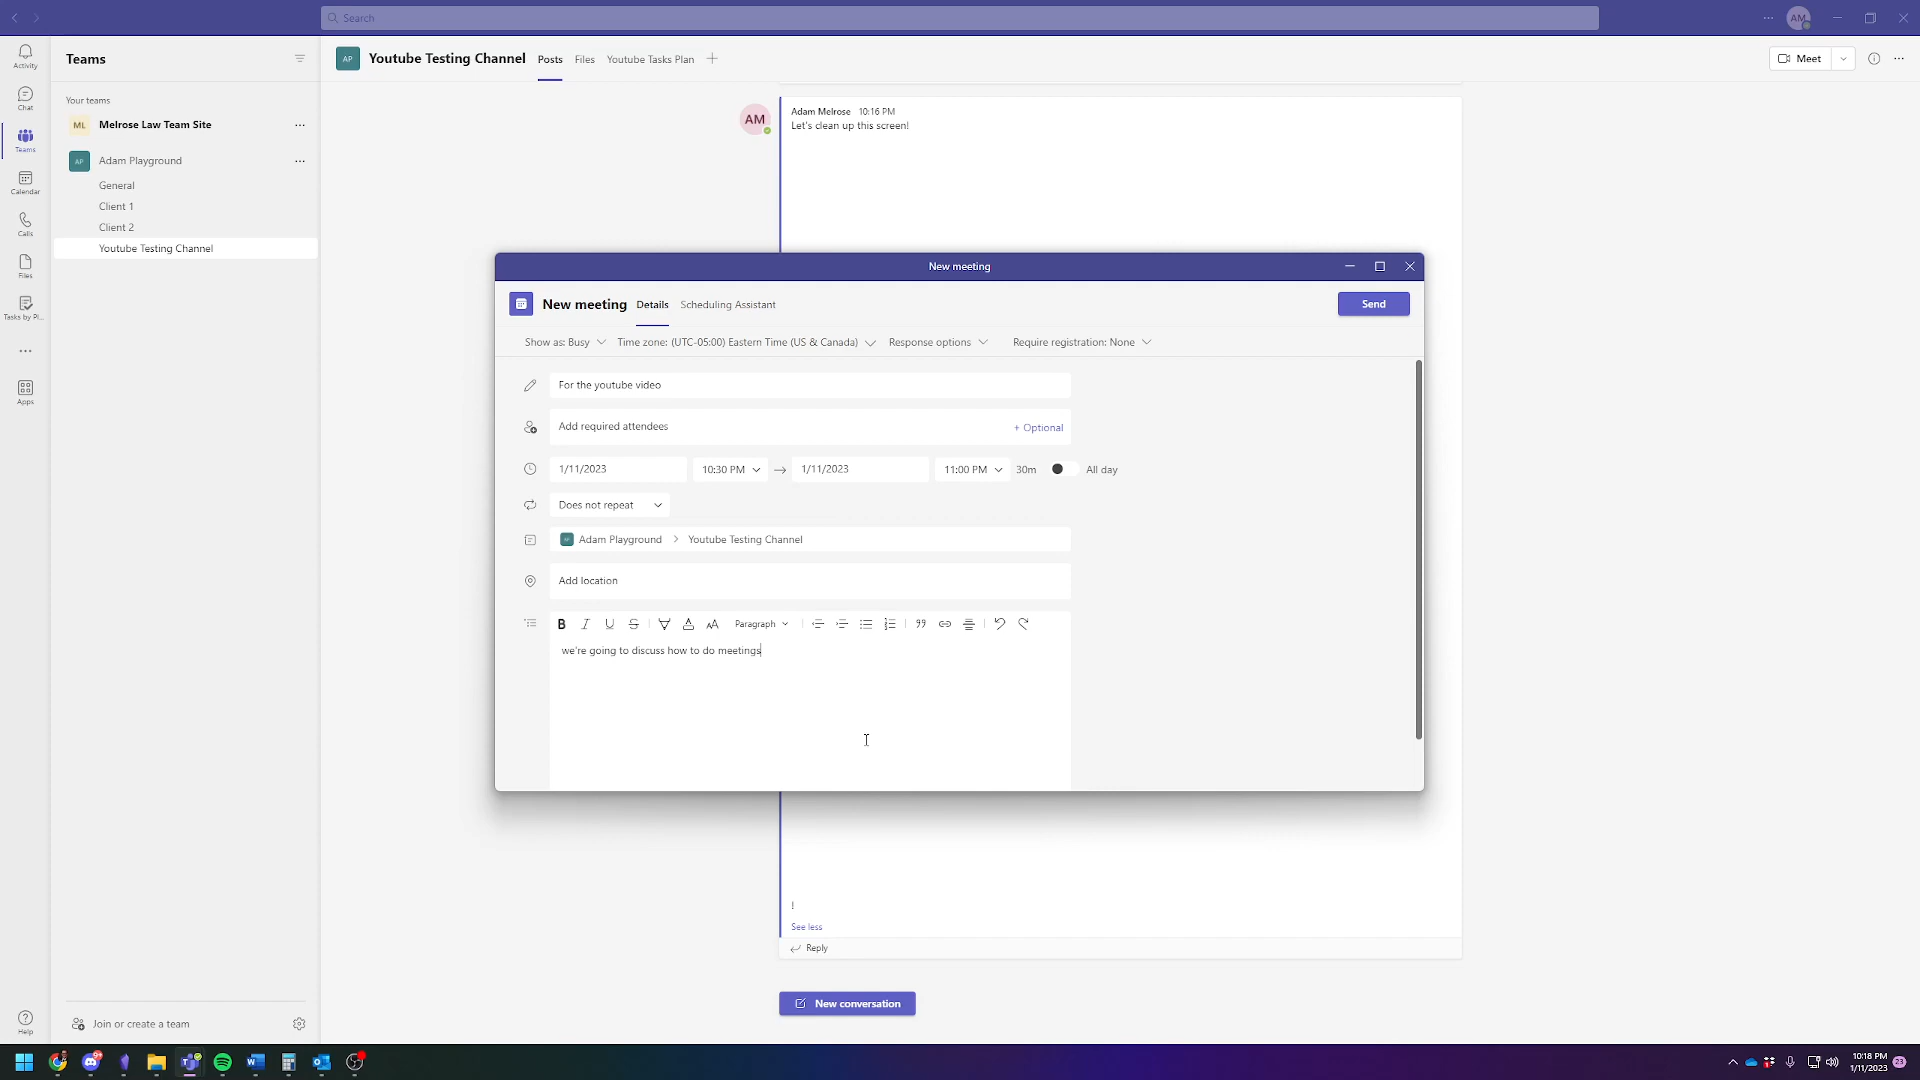 Search
AM
Activity
Chat
Teams
Calendar
Calls
Files
Tasks by Pl...
Apps
Help
Teams
Your teams
ML Melrose Law Team Site
AP Adam Playground
General
Client 1
Client 2
Youtube Testing Channel
Join or create a team
AP Youtube Testing Channel Posts Files Youtube Tasks Plan
Meet
AM
Adam Melrose 10:16 PM
Let's clean up this screen!
New meeting
New meeting Details Scheduling Assistant
Send
Show as: Busy Time zone: (UTC-05:00) Eastern Time (US & Canada) Response options Require registration: None
For the youtube video
Add required attendees + Optional
1/11/2023 10:30 PM → 1/11/2023 11:00 PM 30m All day
Does not repeat
Adam Playground > Youtube Testing Channel
Add location
B I U S A AA Paragraph
we're going to discuss how to do meetings
!
See less
Reply
New conversation
10:18 PM
1/11/2023
23